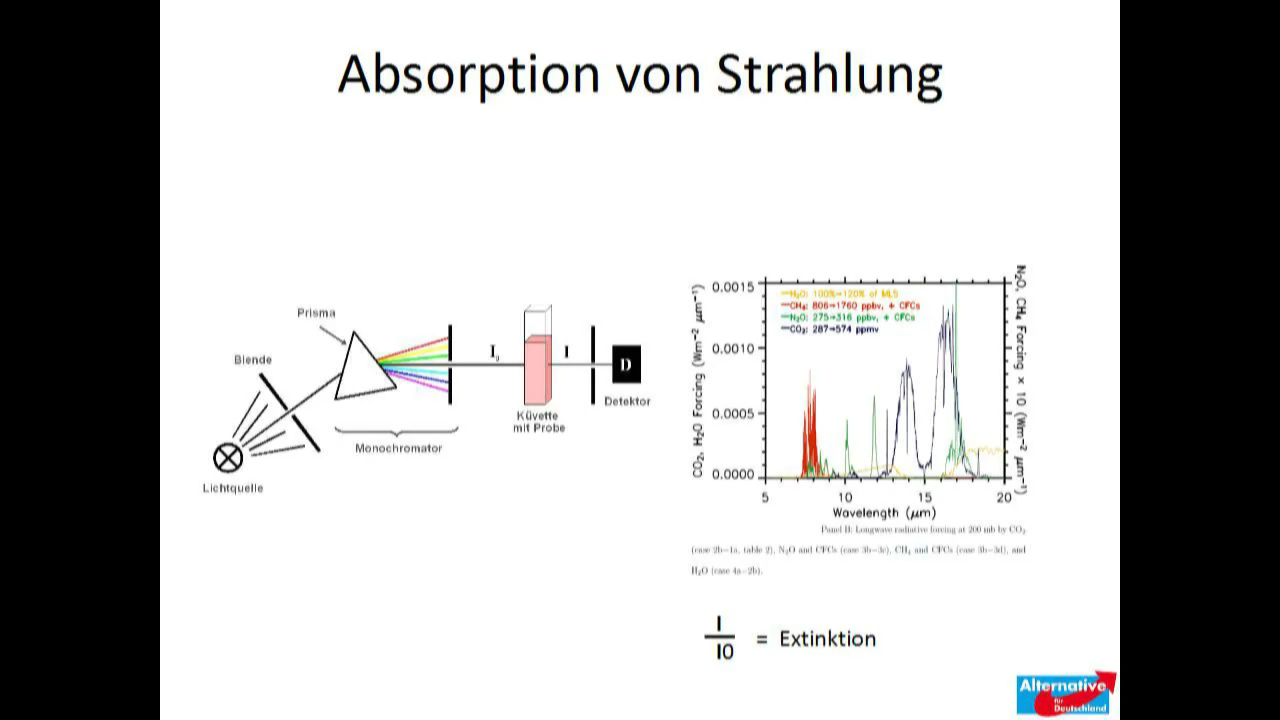 Absorption von Strahlung
Prisma
Blende
Lichtquelle
Monochromator
I₀
I
Küvette
mit Probe
D
Detektor
CO₂, H₂O Forcing (Wm⁻² μm⁻¹)
0.0015
0.0010
0.0005
0.0000
H₂O: 100%→120% of MLS
CH₄: 806→1760 ppbv, + CFCs
N₂O: 275→316 ppbv, + CFCs
CO₂: 287→574 ppmv
N₂O, CH₄ Forcing × 10 (Wm⁻² μm⁻¹)
5 10 15 20
Wavelength (μm)
Panel B: Longwave radiative forcing at 200 mb by CO₂
(case 2b−1a, table 2), N₂O and CFCs (case 3b−3c), CH₄ and CFCs (case 3b−3d), and
H₂O (case 4a−2b).
I
I0
= Extinktion
Alternative
für
Deutschland